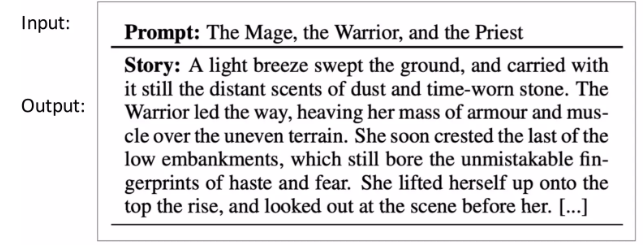 Input:
Prompt: The Mage, the Warrior, and the Priest
Story: A light breeze swept the ground, and carried with
it still the distant scents of dust and time-worn stone. The
Output:
Warrior led the way, heaving her mass of armour and mus-
cle over the uneven terrain. She soon crested the last of the
low embankments, which still bore the unmistakable fin-
gerprints of haste and fear. She lifted herself up onto the
top the rise, and looked out at the scene before her. [...]